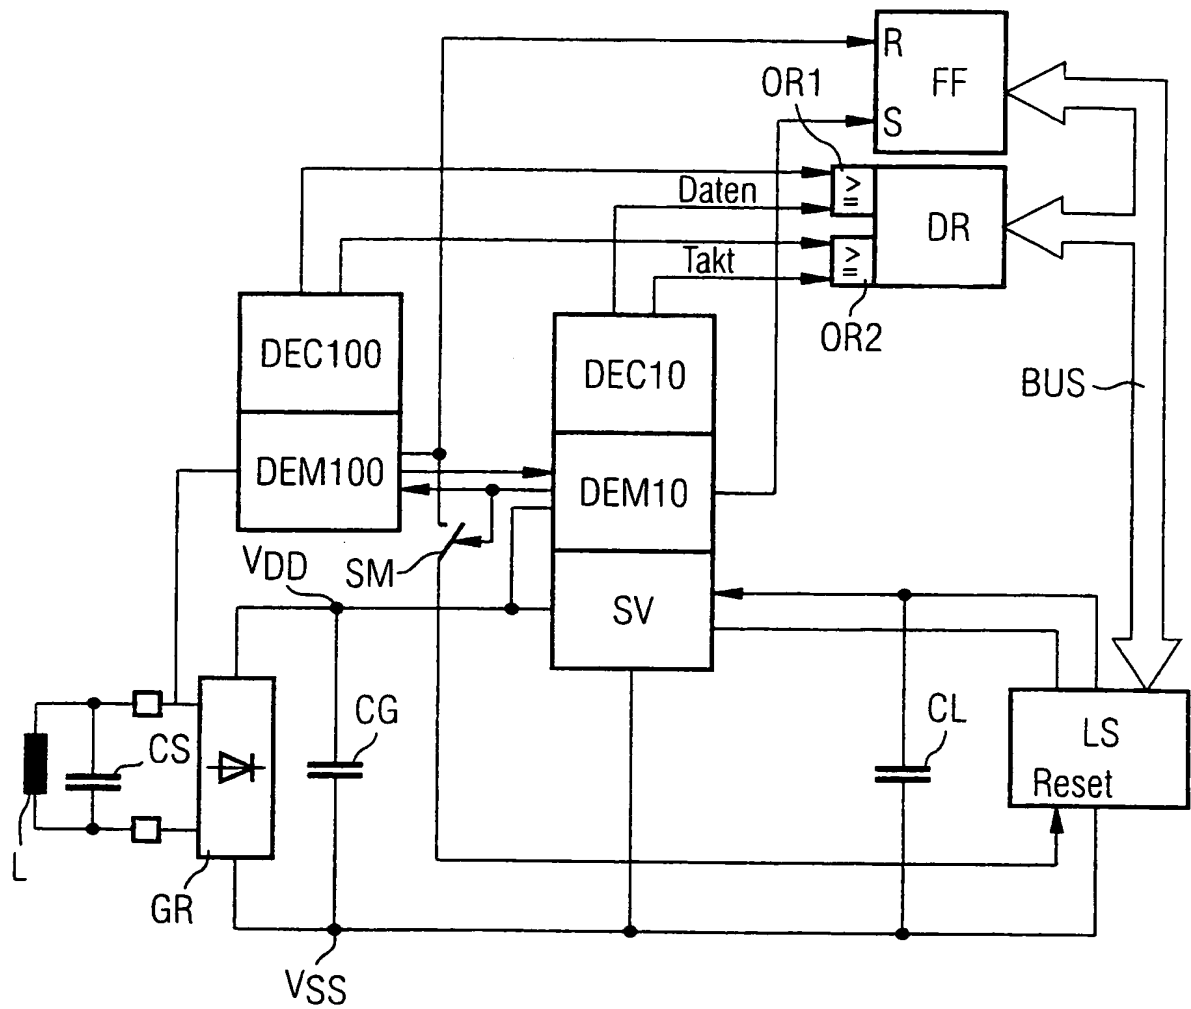 R
FF
OR1
S
Daten
≥
DR
Takt
≥
OR2
DEC100
DEC10
BUS
DEM100
DEM10
VDD
SM
SV
CG
CL
LS
CS
Reset
L
GR
VSS